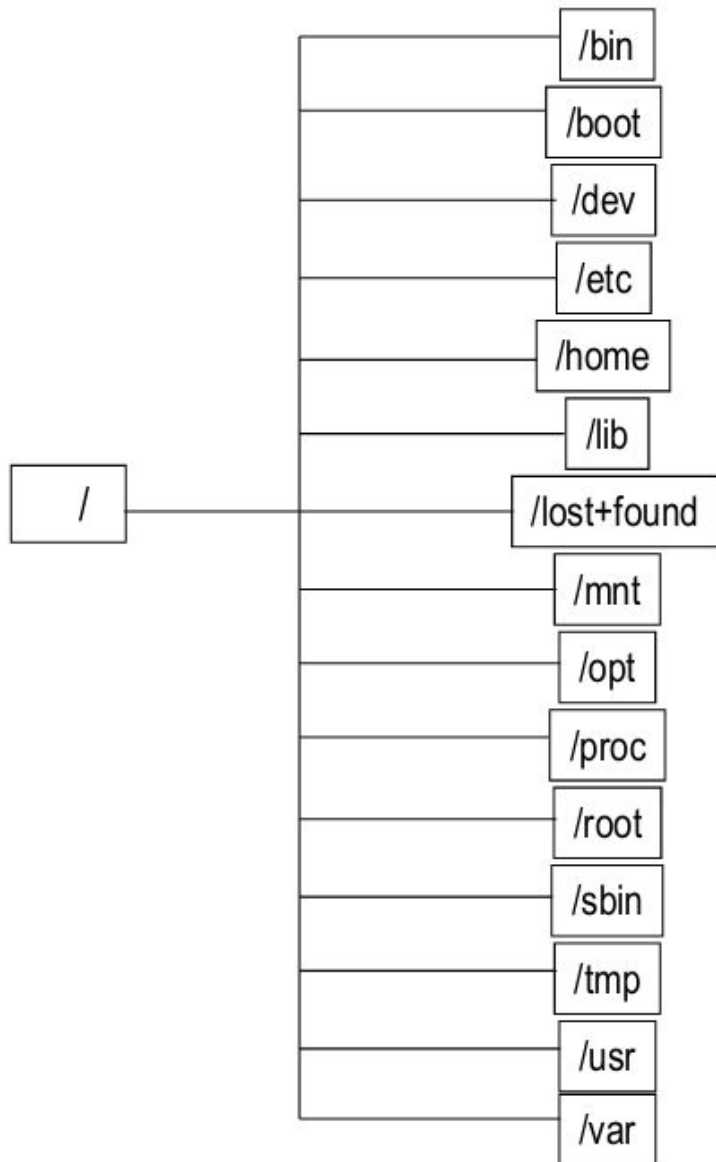 /bin
/boot
/dev
/etc
/home
/lib
/
/lost+found
/mnt
/opt
/proc
/root
/sbin
/tmp
/usr
/var